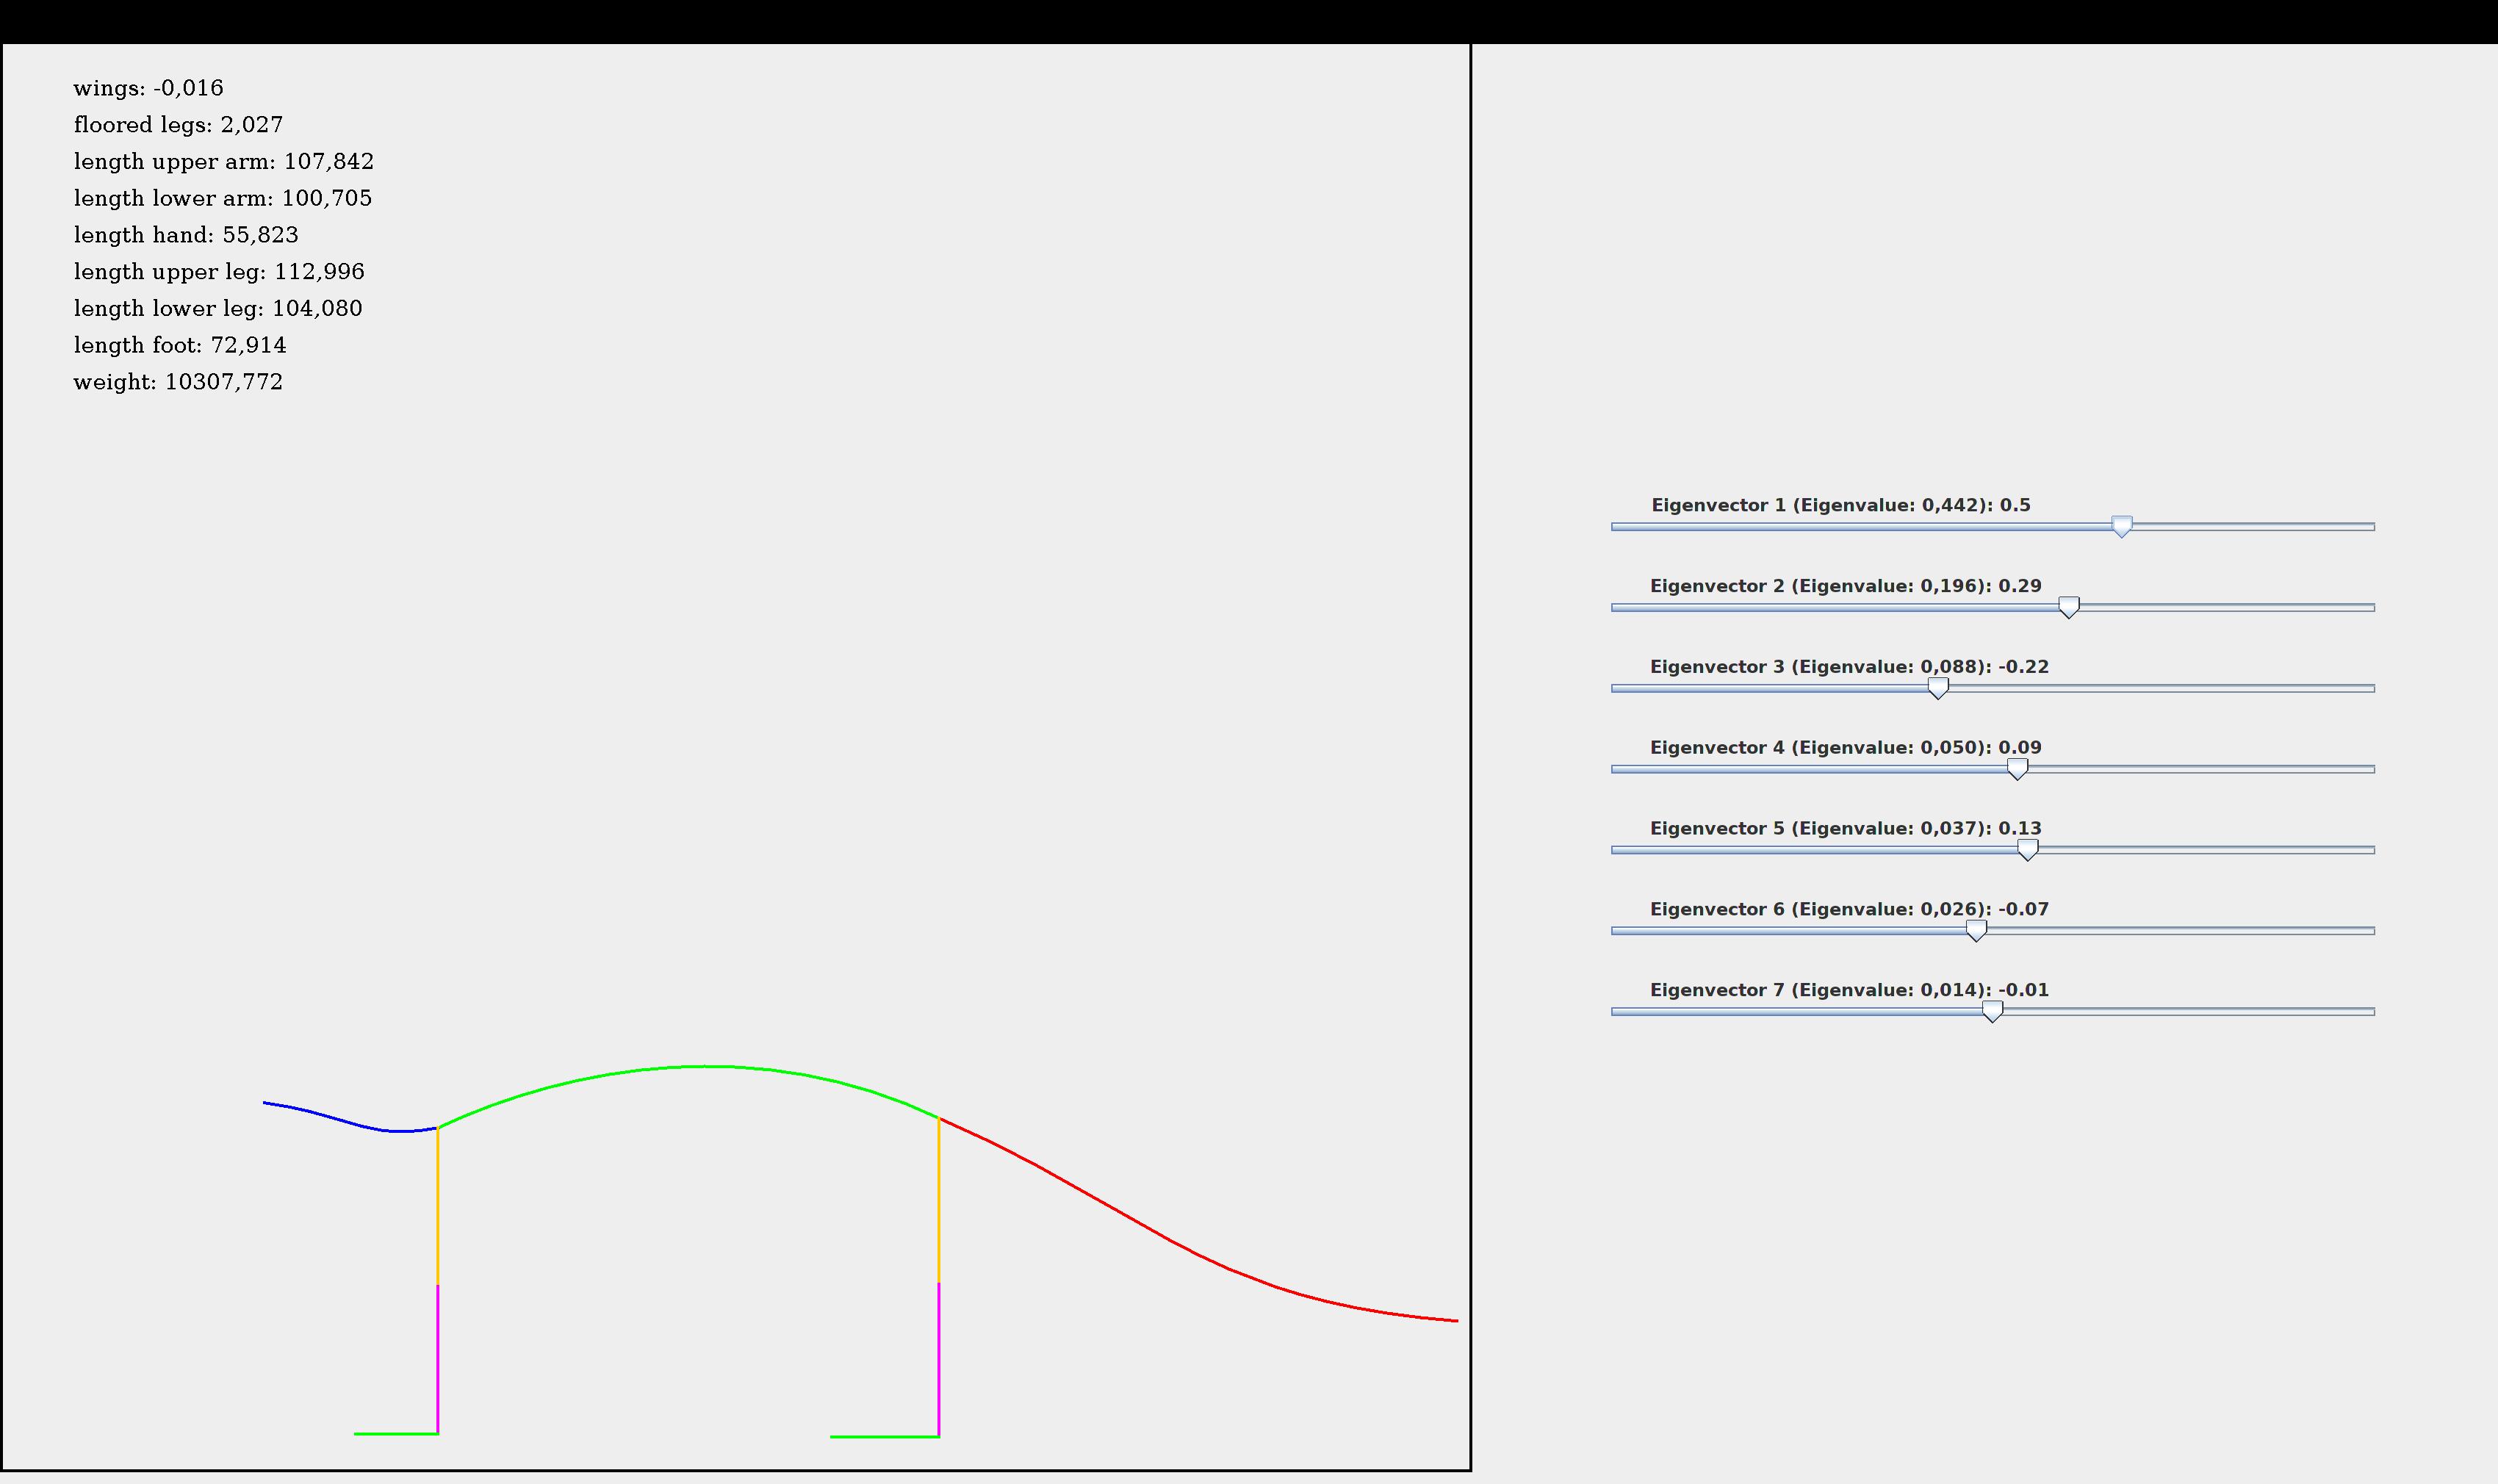 wings: -0,016
floored legs: 2,027
length upper arm: 107,842
length lower arm: 100,705
length hand: 55,823
length upper leg: 112,996
length lower leg: 104,080
length foot: 72,914
weight: 10307,772
Eigenvector 1 (Eigenvalue: 0,442): 0.5
Eigenvector 2 (Eigenvalue: 0,196): 0.29
Eigenvector 3 (Eigenvalue: 0,088): -0.22
Eigenvector 4 (Eigenvalue: 0,050): 0.09
Eigenvector 5 (Eigenvalue: 0,037): 0.13
Eigenvector 6 (Eigenvalue: 0,026): -0.07
Eigenvector 7 (Eigenvalue: 0,014): -0.01